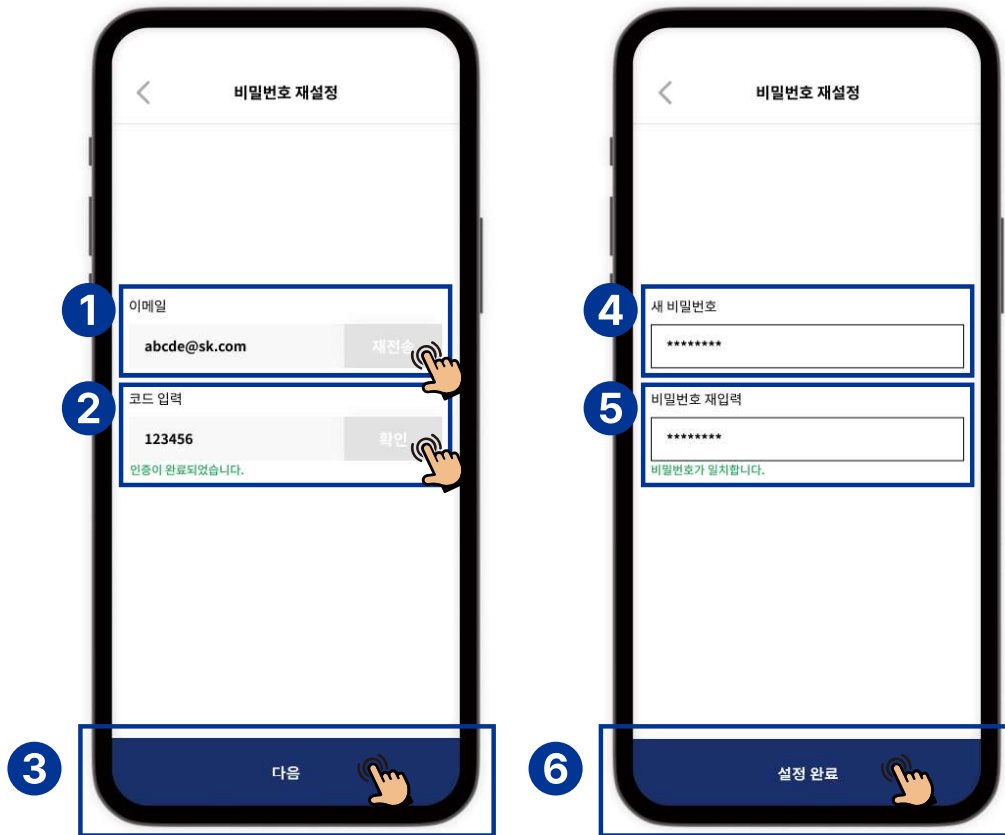 비밀번호 재설정
1
이메일
abcde@sk.com
재전송
2
코드 입력
123456
확인
인증이 완료되었습니다.
3
다음
비밀번호 재설정
4
새 비밀번호
********
5
비밀번호 재입력
********
비밀번호가 일치합니다.
6
설정 완료